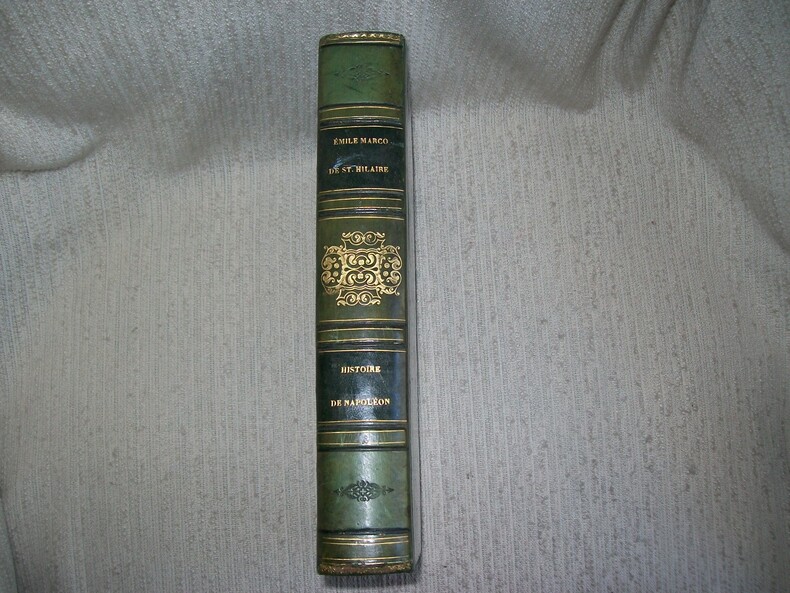 ÉMILE MARCO
DE ST. HILAIRE
HISTOIRE
DE NAPOLÉON